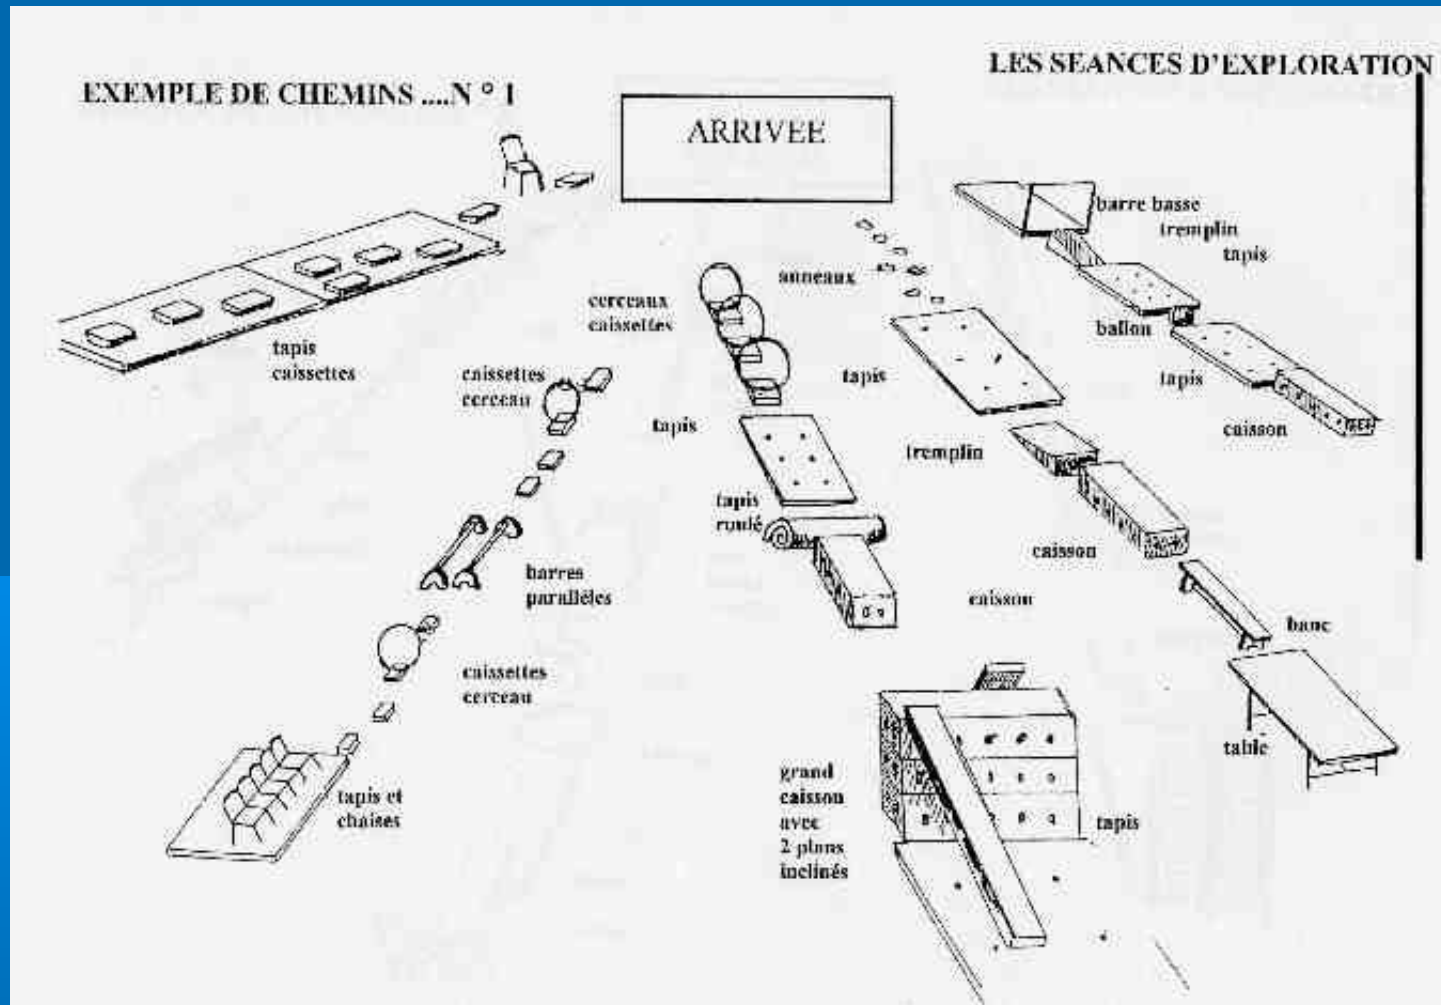 LES SEANCES D'EXPLORATION
EXEMPLE DE CHEMINS ....N ° 1
ARRIVEE
barre basse
tremplin
tapis
anneaux
cerceaux
caissettes
ballon
tapis
caissettes
caissettes
cerceau
tapis
tapis
tapis
caisson
tremplin
tapis
roulé
caisson
barres
parallèles
caisson
banc
caissettes
cerceau
table
tapis et
chaises
grand
caisson
avec
2 plans
inclinés
tapis